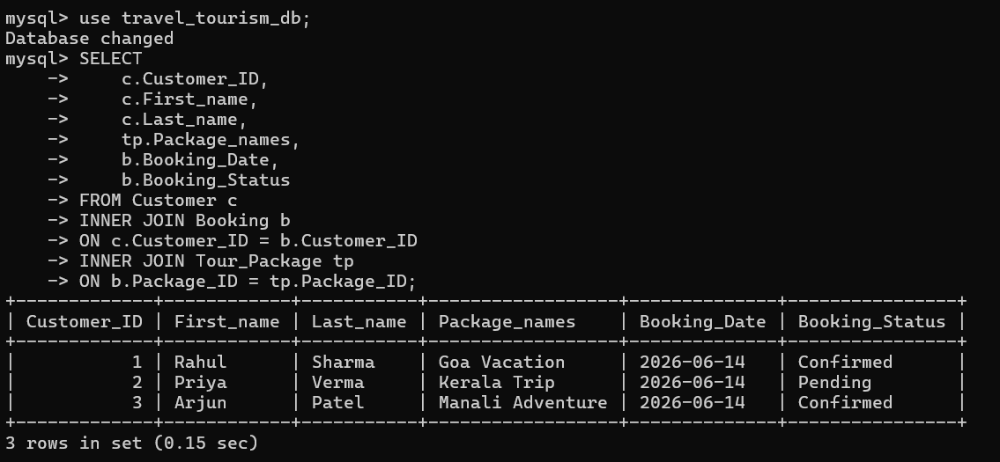 mysql> use travel_tourism_db;
Database changed
mysql> SELECT
    ->     c.Customer_ID,
    ->     c.First_name,
    ->     c.Last_name,
    ->     tp.Package_names,
    ->     b.Booking_Date,
    ->     b.Booking_Status
    -> FROM Customer c
    -> INNER JOIN Booking b
    -> ON c.Customer_ID = b.Customer_ID
    -> INNER JOIN Tour_Package tp
    -> ON b.Package_ID = tp.Package_ID;
+-------------+------------+-----------+------------------+--------------+----------------+
| Customer_ID | First_name | Last_name | Package_names    | Booking_Date | Booking_Status |
+-------------+------------+-----------+------------------+--------------+----------------+
|           1 | Rahul      | Sharma    | Goa Vacation     | 2026-06-14   | Confirmed      |
|           2 | Priya      | Verma     | Kerala Trip      | 2026-06-14   | Pending        |
|           3 | Arjun      | Patel     | Manali Adventure | 2026-06-14   | Confirmed      |
+-------------+------------+-----------+------------------+--------------+----------------+
3 rows in set (0.15 sec)